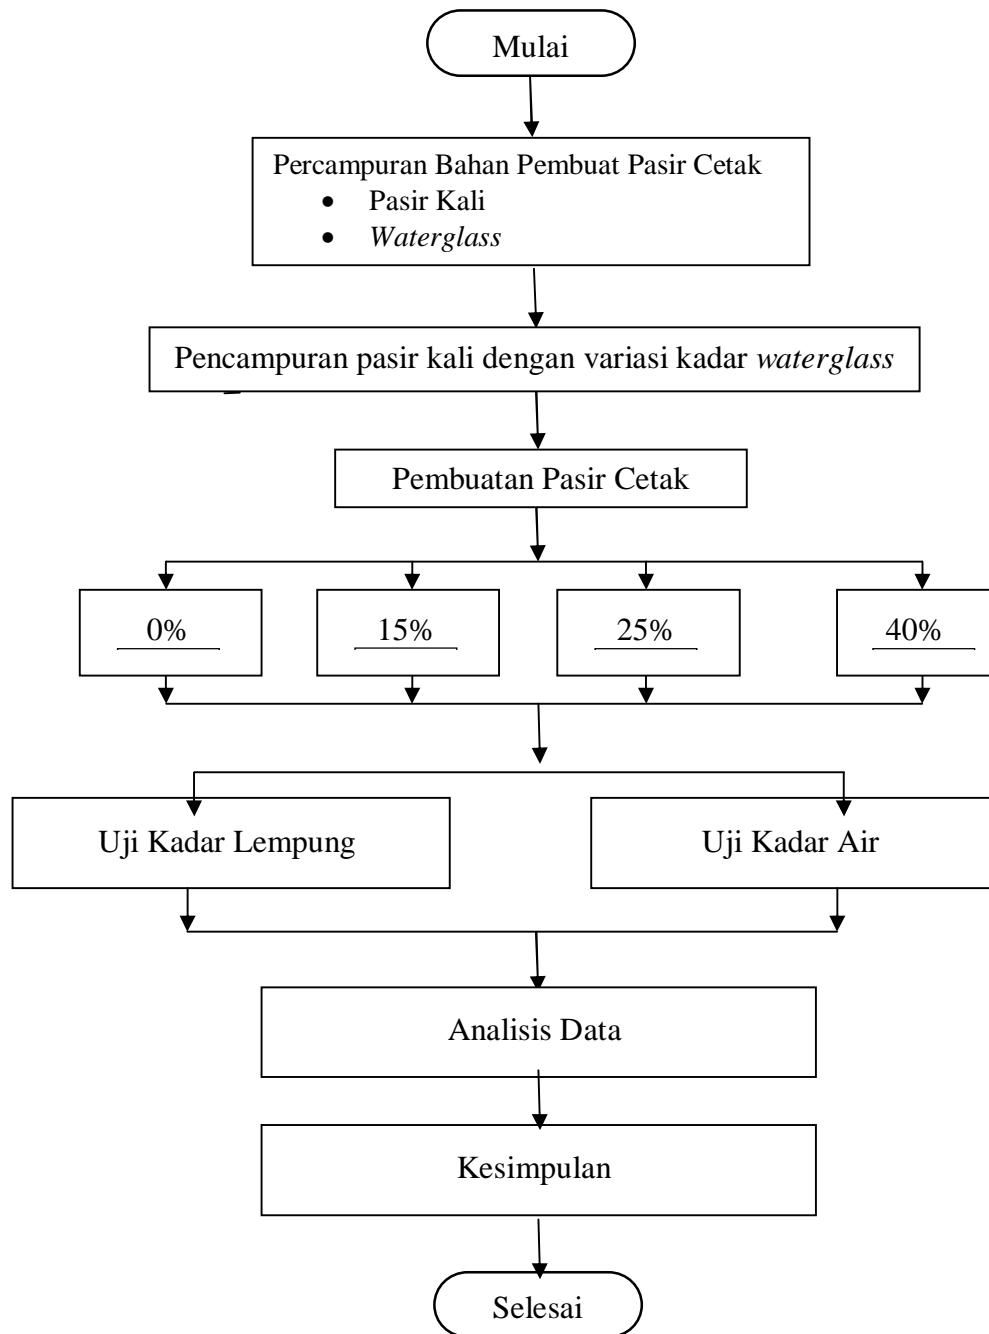 Mulai
Percampuran Bahan Pembuat Pasir Cetak
• Pasir Kali
• Waterglass
Pencampuran pasir kali dengan variasi kadar waterglass
Pembuatan Pasir Cetak
0% 15% 25% 40%
Uji Kadar Lempung Uji Kadar Air
Analisis Data
Kesimpulan
Selesai